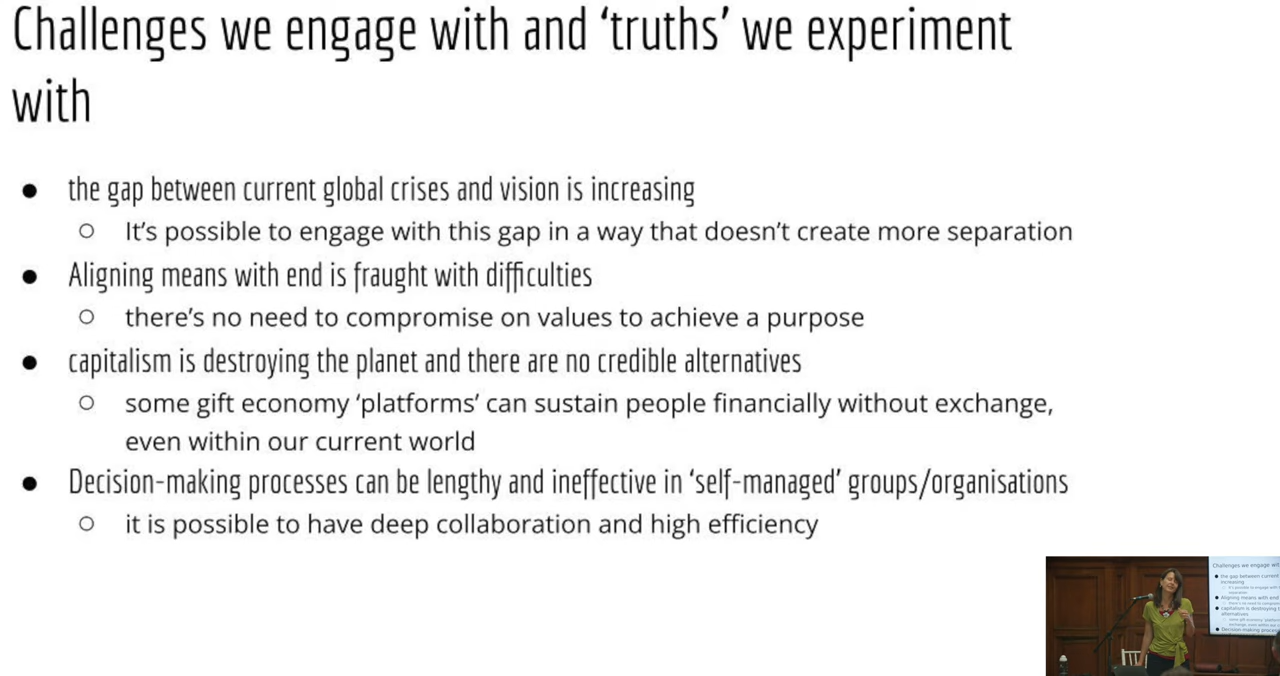 Challenges we engage with and ‘truths’ we experiment
with
● the gap between current global crises and vision is increasing
○ It’s possible to engage with this gap in a way that doesn’t create more separation
● Aligning means with end is fraught with difficulties
○ there’s no need to compromise on values to achieve a purpose
● capitalism is destroying the planet and there are no credible alternatives
○ some gift economy ‘platforms’ can sustain people financially without exchange,
even within our current world
● Decision-making processes can be lengthy and ineffective in ‘self-managed’ groups/organisations
○ it is possible to have deep collaboration and high efficiency
Challenges we engage wit
● the gap between current
increasing
● Aligning means with end
● capitalism is destroying t
alternatives
● Decision-making proces